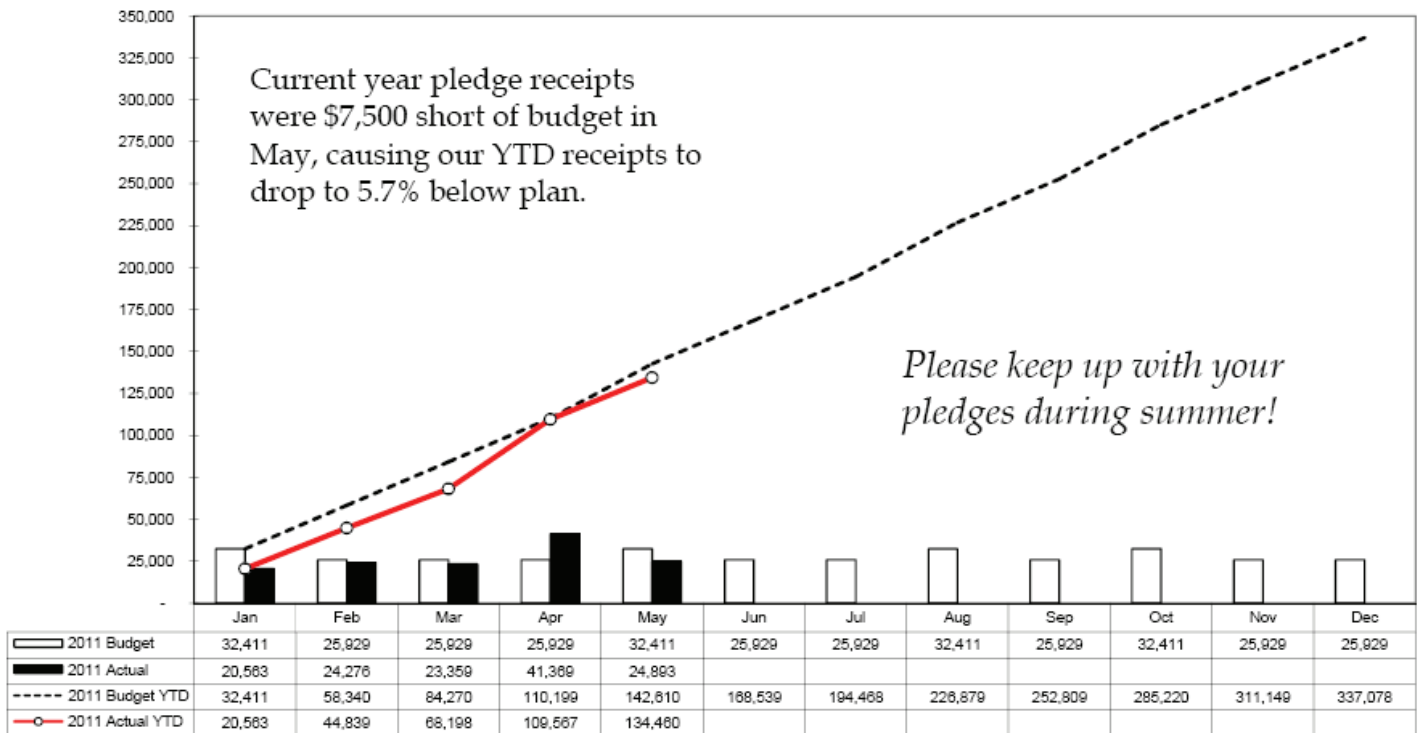 350,000
325,000
300,000
275,000
250,000
225,000
200,000
175,000
150,000
125,000
100,000
75,000
50,000
25,000
-
Current year pledge receipts
were $7,500 short of budget in
May, causing our YTD receipts to
drop to 5.7% below plan.
Please keep up with your
pledges during summer!
Jan Feb Mar Apr May Jun Jul Aug Sep Oct Nov Dec
2011 Budget 32,411 25,929 25,929 25,929 32,411 25,929 25,929 32,411 25,929 32,411 25,929 25,929
2011 Actual 20,563 24,276 23,359 41,369 24,893
2011 Budget YTD 32,411 58,340 84,270 110,199 142,610 168,539 194,468 226,879 252,809 285,220 311,149 337,078
2011 Actual YTD 20,563 44,839 68,198 109,567 134,460